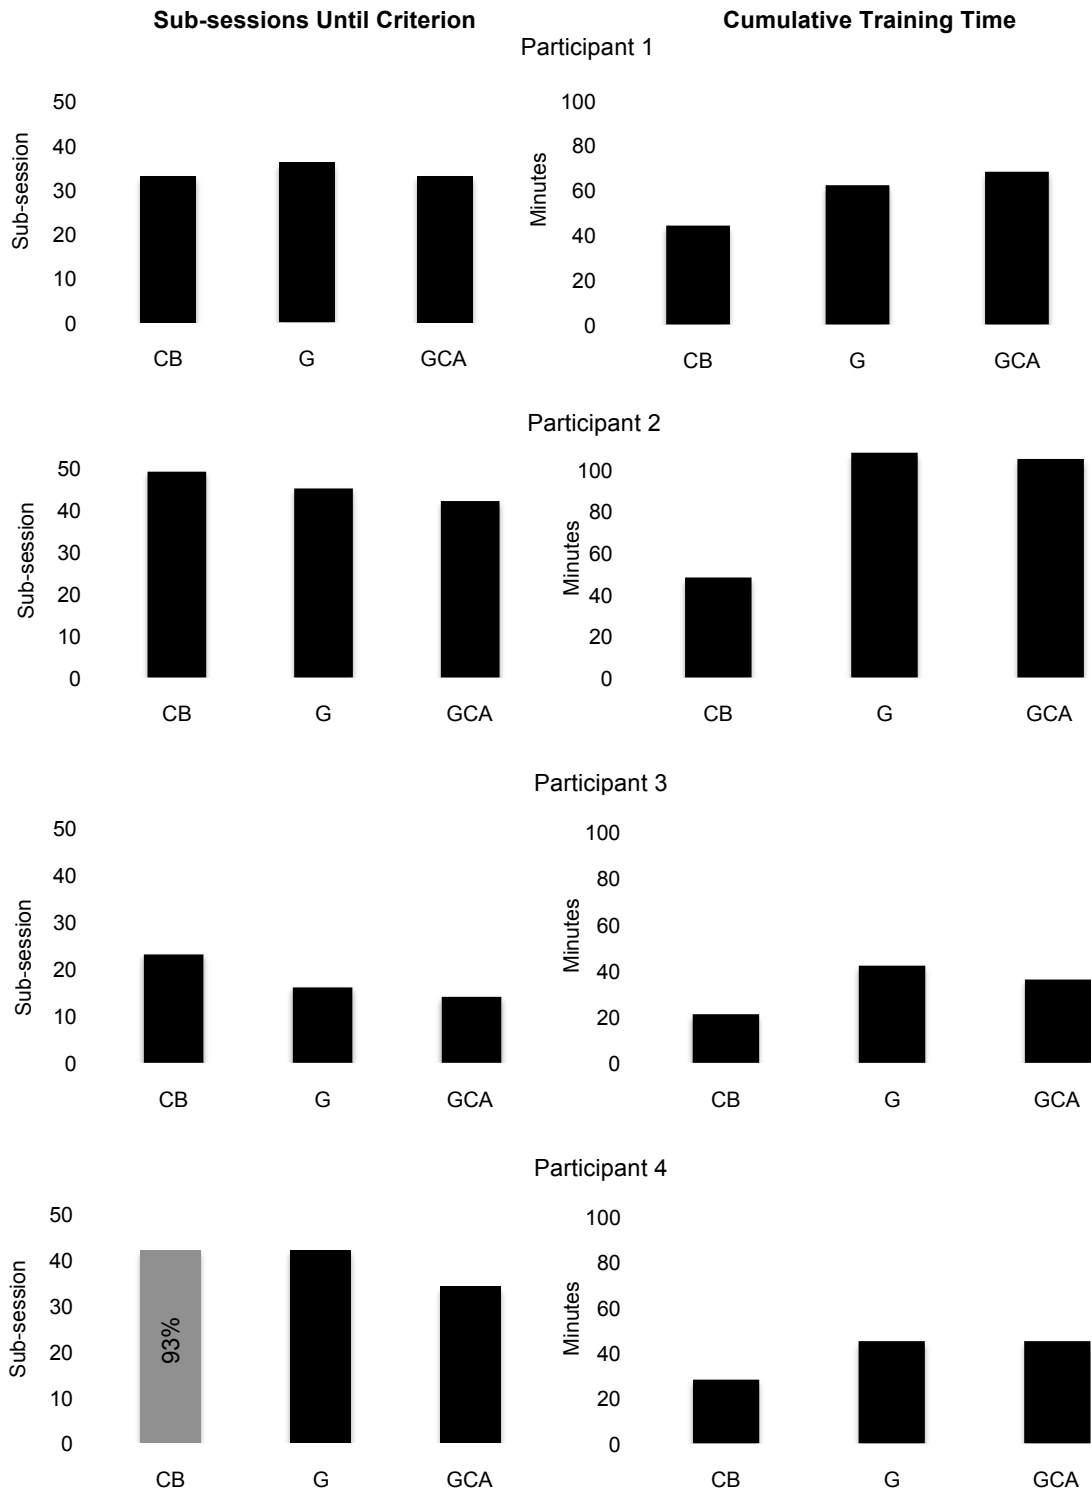 Sub-sessions Until Criterion
Cumulative Training Time
Participant 1
Sub-session
50
40
30
20
10
0
CB G GCA
Minutes
100
80
60
40
20
0
CB G GCA
Participant 2
Sub-session
50
40
30
20
10
0
CB G GCA
Minutes
100
80
60
40
20
0
CB G GCA
Participant 3
Sub-session
50
40
30
20
10
0
CB G GCA
Minutes
100
80
60
40
20
0
CB G GCA
Participant 4
Sub-session
50
40
30
20
10
0
93%
CB G GCA
Minutes
100
80
60
40
20
0
CB G GCA